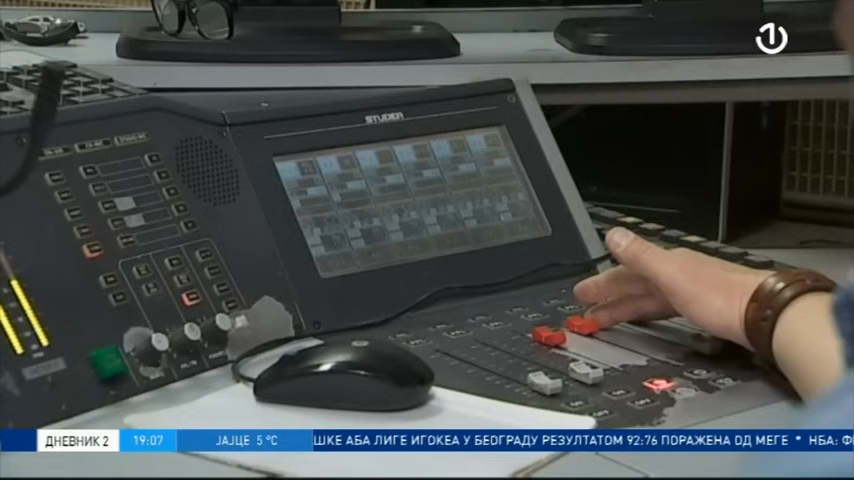 STUDER
ДНЕВНИК 2 19:07 ЈАЈЦЕ 5 °C ШКЕ АБА ЛИГЕ ИГОКЕА У БЕОГРАДУ РЕЗУЛТАТОМ 92:76 ПОРАЖЕНА ОД МЕГЕ * НБА: Ф